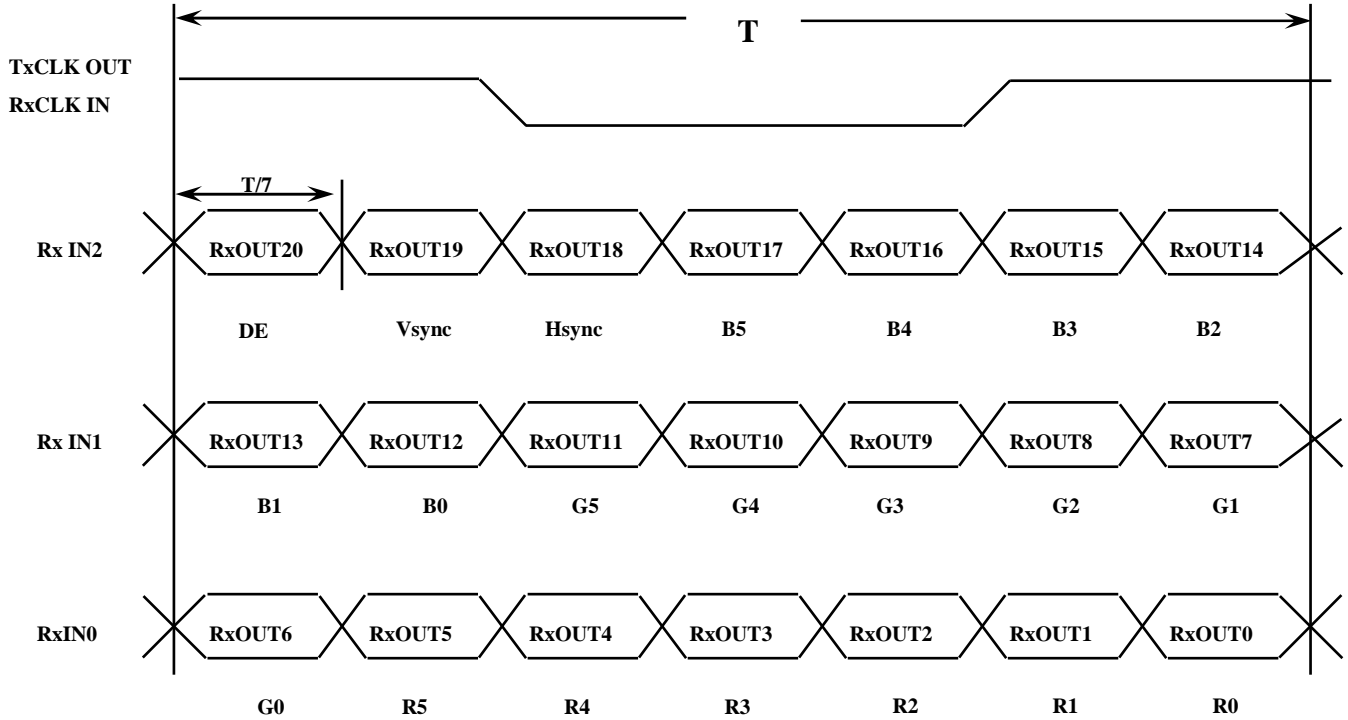 T
TxCLK OUT
RxCLK IN
T/7
Rx IN2 RxOUT20 RxOUT19 RxOUT18 RxOUT17 RxOUT16 RxOUT15 RxOUT14
DE Vsync Hsync B5 B4 B3 B2
Rx IN1 RxOUT13 RxOUT12 RxOUT11 RxOUT10 RxOUT9 RxOUT8 RxOUT7
B1 B0 G5 G4 G3 G2 G1
RxIN0 RxOUT6 RxOUT5 RxOUT4 RxOUT3 RxOUT2 RxOUT1 RxOUT0
G0 R5 R4 R3 R2 R1 R0